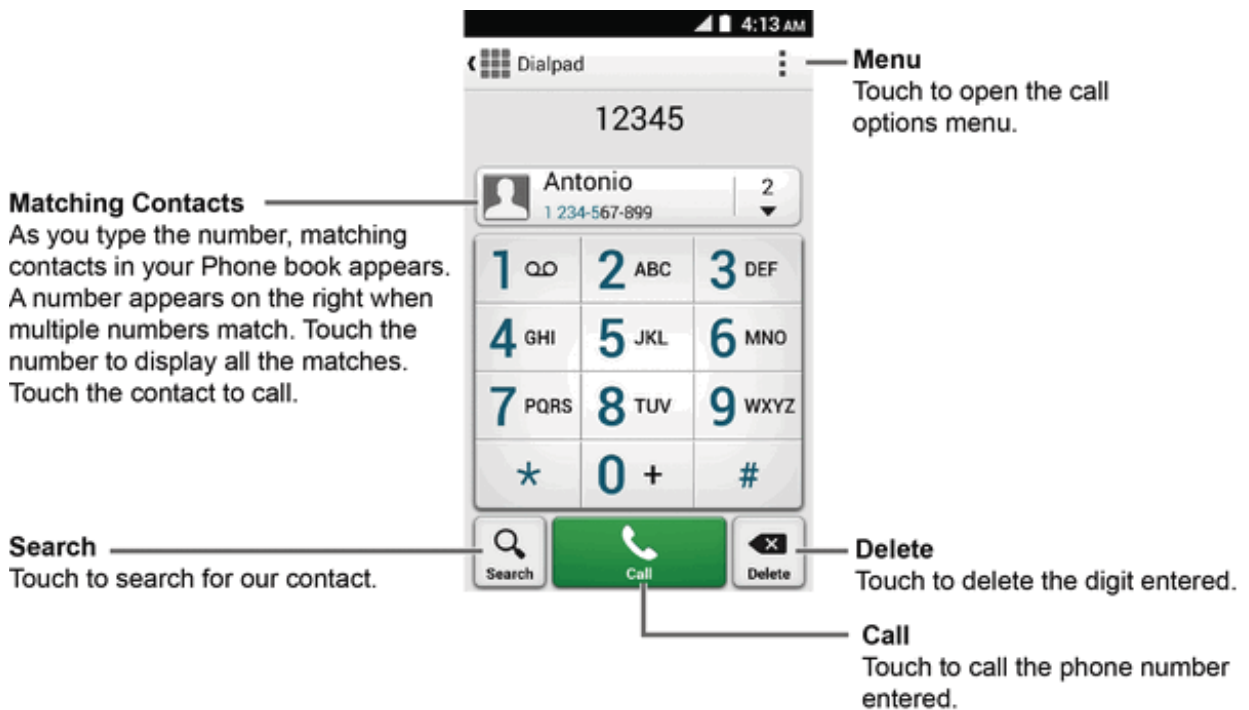 4:13 AM
Dialpad
Menu
Touch to open the call
options menu.
12345
Antonio
1 234-567-899
2
Matching Contacts
As you type the number, matching
contacts in your Phone book appears.
A number appears on the right when
multiple numbers match. Touch the
number to display all the matches.
Touch the contact to call.
1
2 ABC
3 DEF
4 GHI
5 JKL
6 MNO
7 PQRS
8 TUV
9 WXYZ
*
0 +
#
Search
Touch to search for our contact.
Search
Call
Delete
Delete
Touch to delete the digit entered.
Call
Touch to call the phone number
entered.